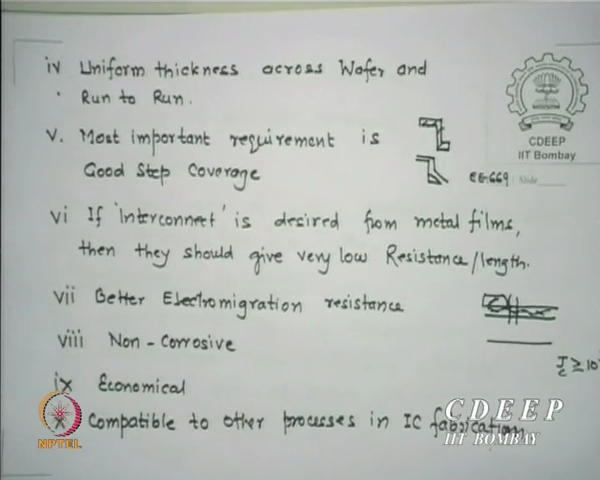 iv Uniform thickness across Wafer and
Run to Run.
v. Most important requirement is
Good Step Coverage
CDEEP
IIT Bombay
EE.669 Slide
vi If 'Interconnect' is desired from metal films,
then they should give very low Resistance/length.
vii Better Electromigration resistance
viii Non-Corrosive
ix Economical
x Compatible to other processes in IC fabrication
NPTEL
CDEEP
IIT BOMBAY